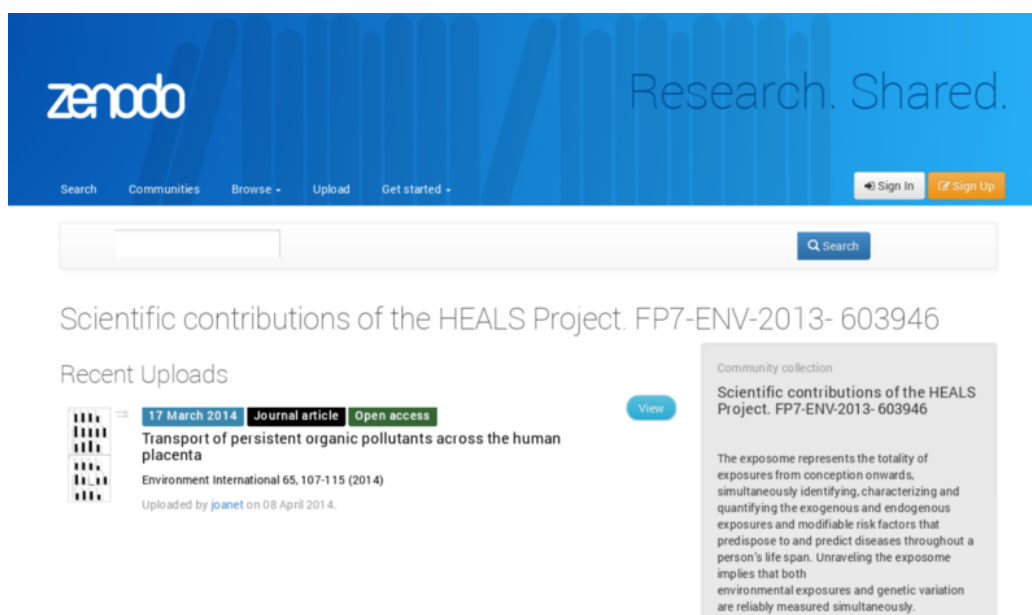 zenodo
Research. Shared.
Search Communities Browse Upload Get started
Sign In Sign Up
Search
Scientific contributions of the HEALS Project. FP7-ENV-2013- 603946
Recent Uploads
17 March 2014 Journal article Open access
View
Transport of persistent organic pollutants across the human
placenta
Environment International 65, 107-115 (2014)
Uploaded by joanet on 08 April 2014.
Community collection
Scientific contributions of the HEALS
Project. FP7-ENV-2013- 603946
The exposome represents the totality of
exposures from conception onwards,
simultaneously identifying, characterizing and
quantifying the exogenous and endogenous
exposures and modifiable risk factors that
predispose to and predict diseases throughout a
person's life span. Unraveling the exposome
implies that both
environmental exposures and genetic variation
are reliably measured simultaneously.